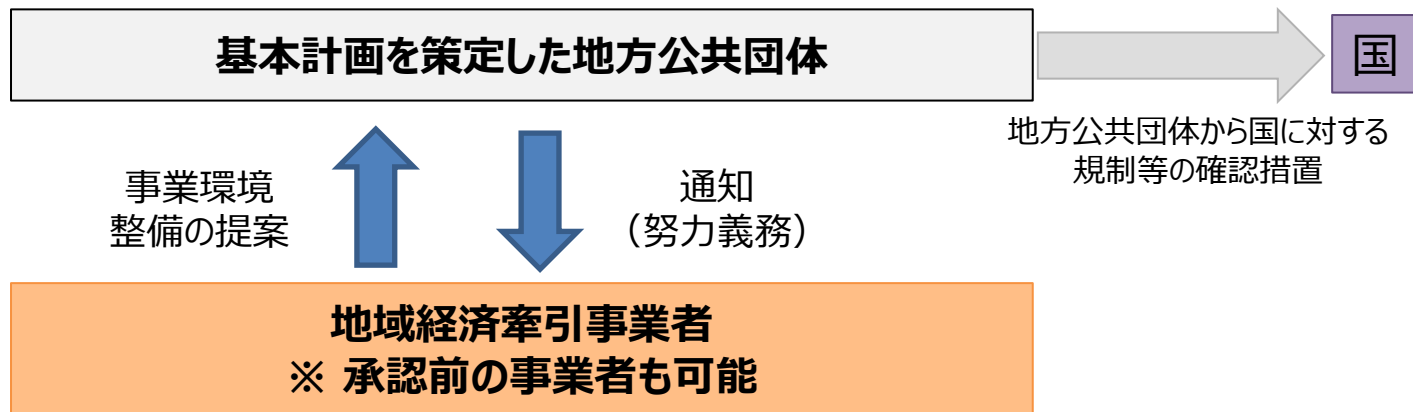 基本計画を策定した地方公共団体
国
地方公共団体から国に対する
規制等の確認措置
事業環境
整備の提案
通知
（努力義務）
地域経済牽引事業者
※ 承認前の事業者も可能